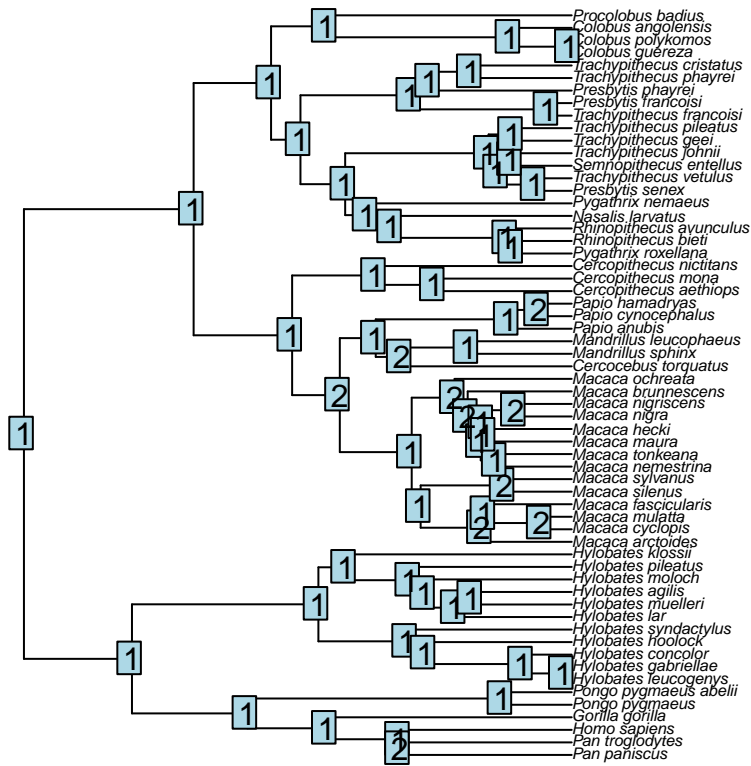 Procolobus badius
Colobus angolensis
Colobus polykomos
Colobus guereza
Trachypithecus cristatus
Trachypithecus phayrei
Presbytis phayrei
Presbytis francoisi
Trachypithecus francoisi
Trachypithecus pileatus
Trachypithecus geei
Trachypithecus johnii
Semnopithecus entellus
Trachypithecus vetulus
Presbytis senex
Pygathrix nemaeus
Nasalis larvatus
Rhinopithecus avunculus
Rhinopithecus bieti
Pygathrix roxellana
Cercopithecus nictitans
Cercopithecus mona
Cercopithecus aethiops
Papio hamadryas
Papio cynocephalus
Papio anubis
Mandrillus leucophaeus
Mandrillus sphinx
Cercocebus torquatus
Macaca ochreata
Macaca brunnescens
Macaca nigriscens
Macaca nigra
Macaca hecki
Macaca maura
Macaca tonkeana
Macaca nemestrina
Macaca sylvanus
Macaca silenus
Macaca fascicularis
Macaca mulatta
Macaca cyclopis
Macaca arctoides
Hylobates klossii
Hylobates pileatus
Hylobates moloch
Hylobates agilis
Hylobates muelleri
Hylobates lar
Hylobates syndactylus
Hylobates hoolock
Hylobates concolor
Hylobates gabriellae
Hylobates leucogenys
Pongo pygmaeus abelii
Pongo pygmaeus
Gorilla gorilla
Homo sapiens
Pan troglodytes
Pan paniscus